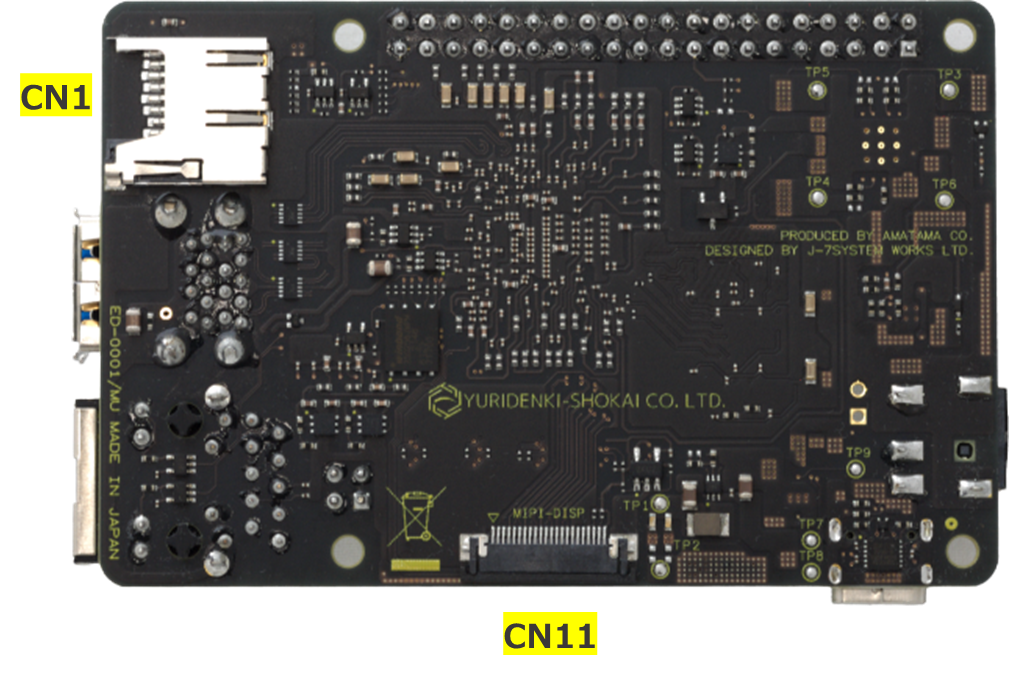 CN1
TP5
TP3
TP4
TP6
PRODUCED BY AMATAMA CO.
DESIGNED BY J-7SYSTEM WORKS LTD.
ED-0001/MU MADE IN JAPAN
YURIDENKI-SHOKAI CO. LTD.
TP9
TP1
MIPI-DISP
TP7
TP2
TP8
CN11